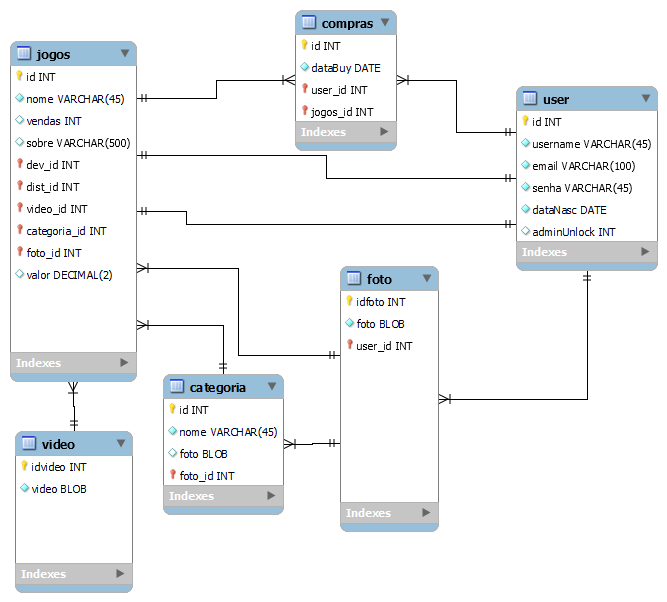 compras
id INT
dataBuy DATE
user_id INT
jogos_id INT
Indexes
jogos
id INT
nome VARCHAR(45)
vendas INT
sobre VARCHAR(500)
dev_id INT
dist_id INT
video_id INT
categoria_id INT
foto_id INT
valor DECIMAL(2)
Indexes
user
id INT
username VARCHAR(45)
email VARCHAR(100)
senha VARCHAR(45)
dataNasc DATE
adminUnlock INT
Indexes
foto
idfoto INT
foto BLOB
user_id INT
Indexes
categoria
id INT
nome VARCHAR(45)
foto BLOB
foto_id INT
Indexes
video
idvideo INT
video BLOB
Indexes